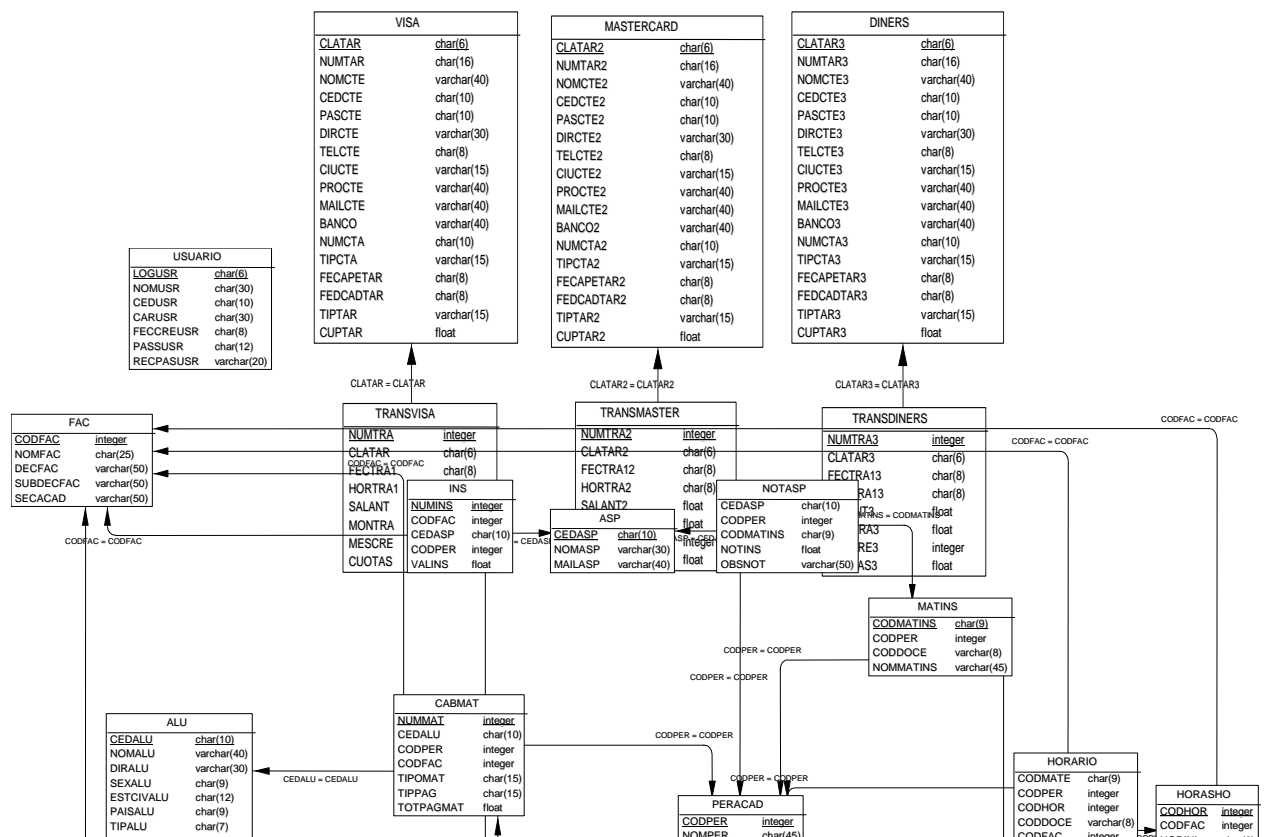 VISA
CLATAR char(6)
NUMTAR char(16)
NOMCTE varchar(40)
CEDCTE char(10)
PASCTE char(10)
DIRCTE varchar(30)
TELCTE char(8)
CIUCTE varchar(15)
PROCTE varchar(40)
MAILCTE varchar(40)
BANCO varchar(40)
NUMCTA char(10)
TIPCTA varchar(15)
FECAPETAR char(8)
FEDCADTAR char(8)
TIPTAR varchar(15)
CUPTAR float
MASTERCARD
CLATAR2 char(6)
NUMTAR2 char(16)
NOMCTE2 varchar(40)
CEDCTE2 char(10)
PASCTE2 char(10)
DIRCTE2 varchar(30)
TELCTE2 char(8)
CIUCTE2 varchar(15)
PROCTE2 varchar(40)
MAILCTE2 varchar(40)
BANCO2 varchar(40)
NUMCTA2 char(10)
TIPCTA2 varchar(15)
FECAPETAR2 char(8)
FEDCADTAR2 char(8)
TIPTAR2 varchar(15)
CUPTAR2 float
DINERS
CLATAR3 char(6)
NUMTAR3 char(16)
NOMCTE3 varchar(40)
CEDCTE3 char(10)
PASCTE3 char(10)
DIRCTE3 varchar(30)
TELCTE3 char(8)
CIUCTE3 varchar(15)
PROCTE3 varchar(40)
MAILCTE3 varchar(40)
BANCO3 varchar(40)
NUMCTA3 char(10)
TIPCTA3 varchar(15)
FECAPETAR3 char(8)
FEDCADTAR3 char(8)
TIPTAR3 varchar(15)
CUPTAR3 float
USUARIO
LOGUSR char(6)
NOMUSR char(30)
CEDUSR char(10)
CARUSR char(30)
FECCREUSR char(8)
PASSUSR char(12)
RECPASUSR varchar(20)
CLATAR = CLATAR
CLATAR2 = CLATAR2
CLATAR3 = CLATAR3
FAC
CODFAC integer
NOMFAC char(25)
DECFAC varchar(50)
SUBDECFAC varchar(50)
SECACAD varchar(50)
TRANSVISA
NUMTRA integer
CLATAR char(6)
FECTRA1 char(8)
HORTRA1
SALANT
MONTRA
MESCRE
CUOTAS
CODFAC = CODFAC
TRANSMASTER
NUMTRA2 integer
CLATAR2 char(6)
FECTRA12 char(8)
HORTRA2 char(8)
SALANT2 float
float
integer
float
TRANSDINERS
NUMTRA3 integer
CLATAR3 char(6)
FECTRA13 char(8)
RA13 char(8)
float
RA3 float
RE3 integer
AS3 float
CODFAC = CODFAC
CODFAC = CODFAC
CODFAC = CODFAC
INS
NUMINS integer
CODFAC integer
CEDASP char(10)
CODPER integer
VALINS float
ASP
CEDASP char(10)
NOMASP varchar(30)
MAILASP varchar(40)
NOTASP
CEDASP char(10)
CODPER integer
CODMATINS char(9)
NOTINS float
OBSNOT varchar(50)
MATINS
CODMATINS char(9)
CODPER integer
CODDOCE varchar(8)
NOMMATINS varchar(45)
CODPER = CODPER
CODPER = CODPER
CODPER = CODPER
CODPER = CODPER
CABMAT
NUMMAT integer
CEDALU char(10)
CODPER integer
CODFAC integer
TIPOMAT char(15)
TIPPAG char(15)
TOTPAGMAT float
ALU
CEDALU char(10)
NOMALU varchar(40)
DIRALU varchar(30)
SEXALU char(9)
ESTCIVALU char(12)
PAISALU char(9)
TIPALU char(7)
CEDALU = CEDALU
PERACAD
CODPER integer
NOMPER char(45)
HORARIO
CODMATE char(9)
CODPER integer
CODHOR integer
CODDOCE varchar(8)
CODFAC integer
HORASHO
CODHOR integer
CODFAC integer